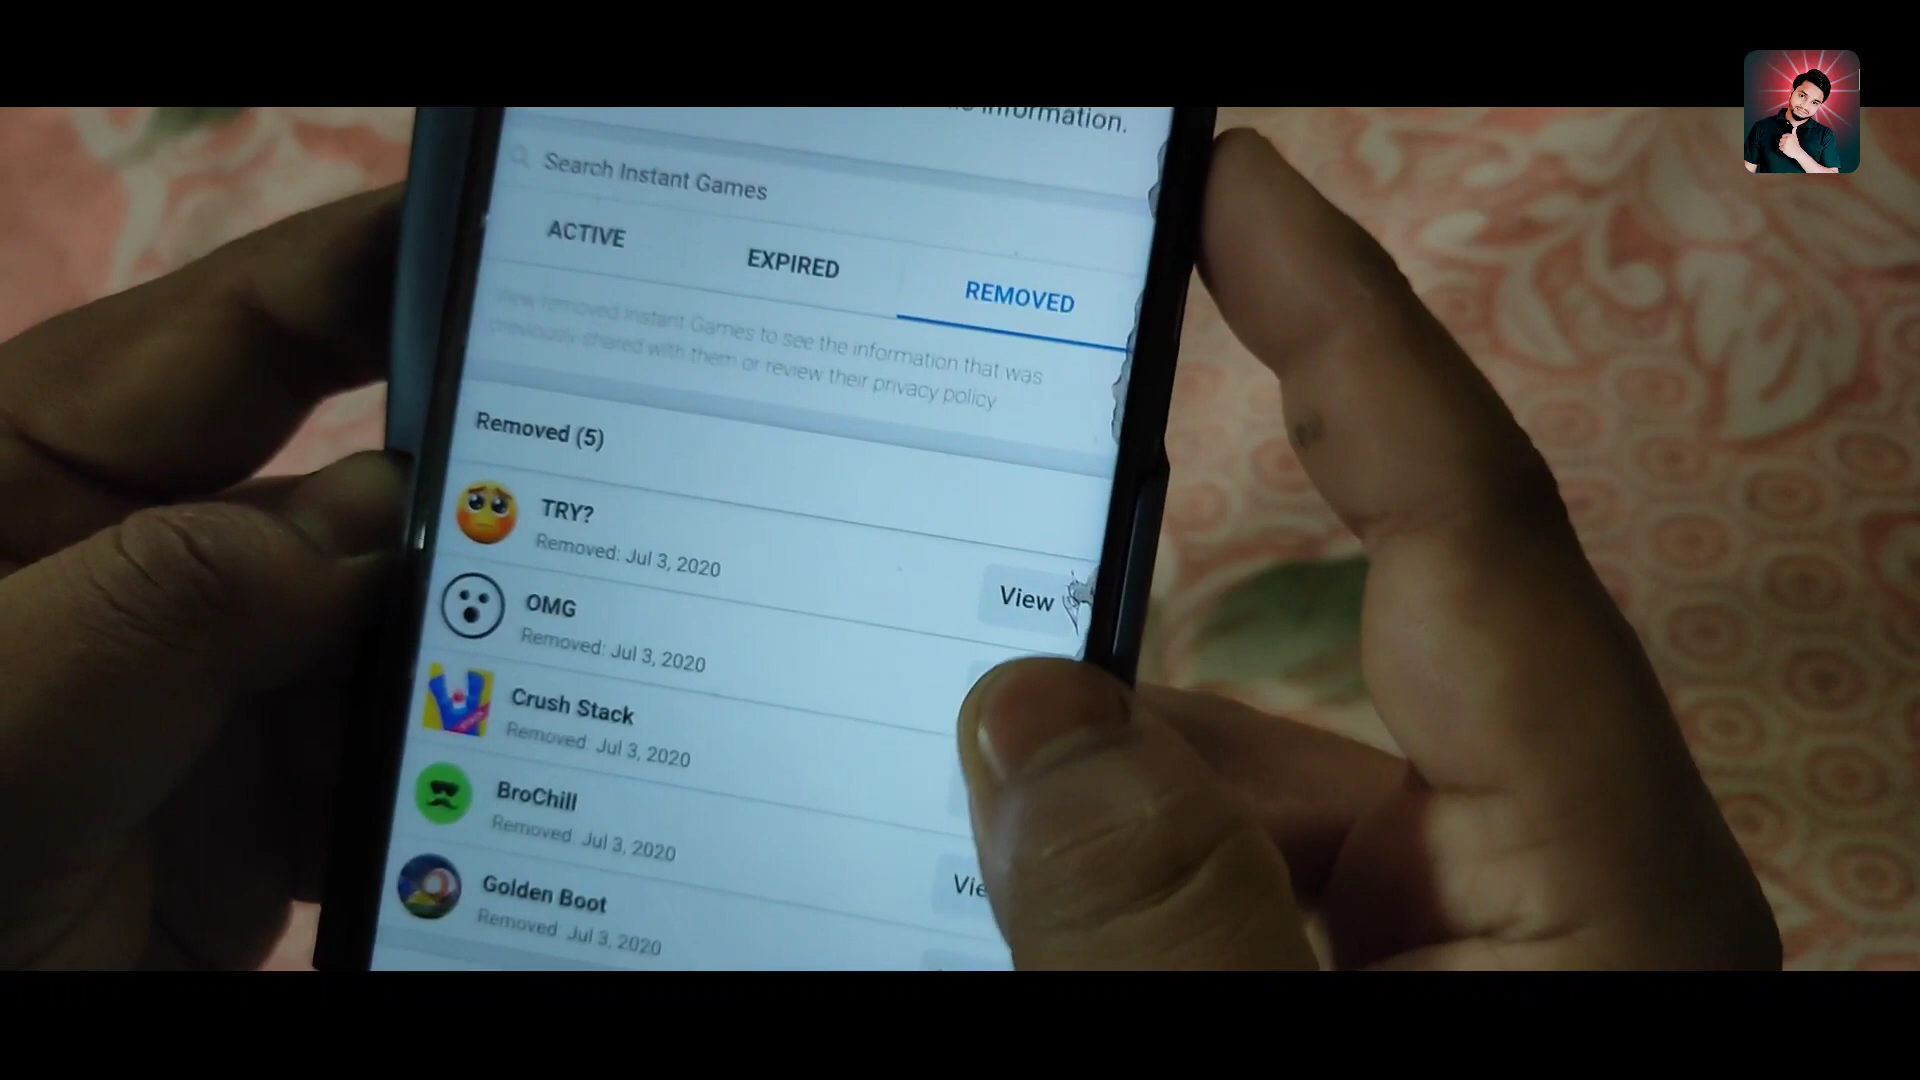 information.
Search Instant Games
ACTIVE
EXPIRED
REMOVED
View removed Instant Games to see the information that was
previously shared with them or review their privacy policy
Removed (5)
TRY?
Removed: Jul 3, 2020
View
OMG
Removed: Jul 3, 2020
Crush Stack
Removed: Jul 3, 2020
BroChill
Removed: Jul 3, 2020
Vie
Golden Boot
Removed: Jul 3, 2020